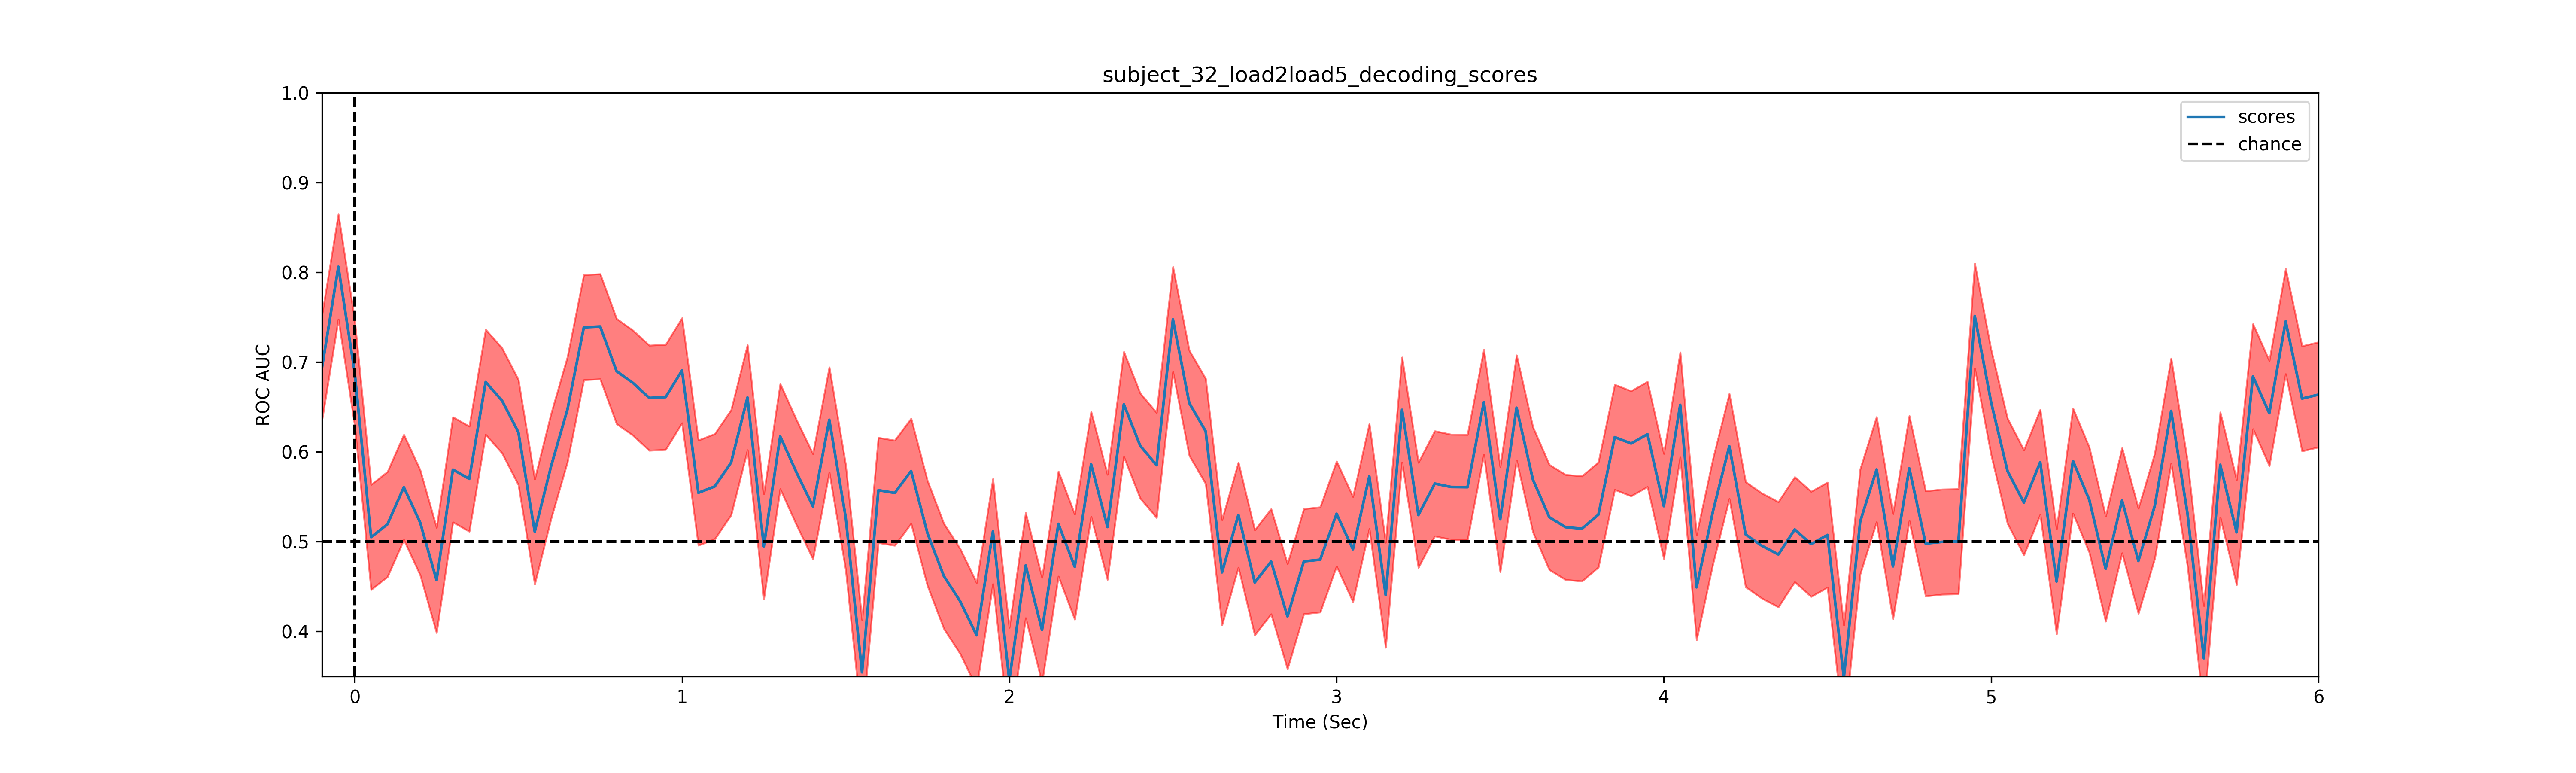 subject_32_load2load5_decoding_scores
1.0
0.9
0.8
0.7
0.6
0.5
0.4
ROC AUC
scores
chance
0 1 2 3 4 5 6
Time (Sec)